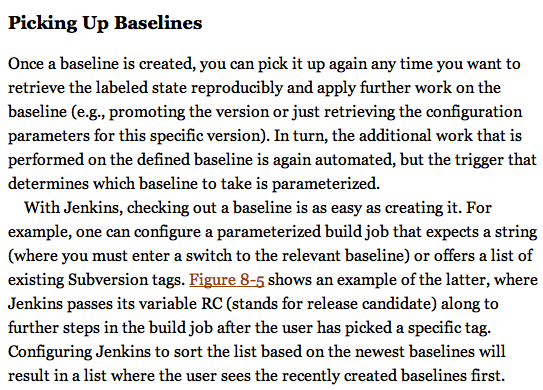 Picking Up Baselines
Once a baseline is created, you can pick it up again any time you want to
retrieve the labeled state reproducibly and apply further work on the
baseline (e.g., promoting the version or just retrieving the configuration
parameters for this specific version). In turn, the additional work that is
performed on the defined baseline is again automated, but the trigger that
determines which baseline to take is parameterized.
With Jenkins, checking out a baseline is as easy as creating it. For
example, one can configure a parameterized build job that expects a string
(where you must enter a switch to the relevant baseline) or offers a list of
existing Subversion tags. Figure 8-5 shows an example of the latter, where
Jenkins passes its variable RC (stands for release candidate) along to
further steps in the build job after the user has picked a specific tag.
Configuring Jenkins to sort the list based on the newest baselines will
result in a list where the user sees the recently created baselines first.